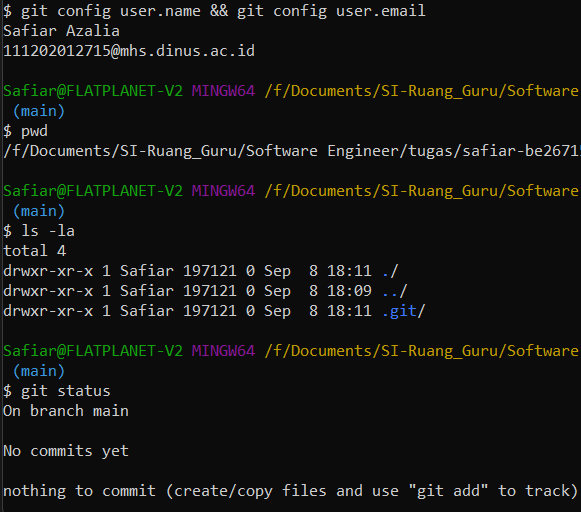 $ git config user.name && git config user.email
Safiar Azalia
111202012715@mhs.dinus.ac.id
Safiar@FLATPLANET-V2 MINGW64 /f/Documents/SI-Ruang_Guru/Software
(main)
$ pwd
/f/Documents/SI-Ruang_Guru/Software Engineer/tugas/safiar-be26715
Safiar@FLATPLANET-V2 MINGW64 /f/Documents/SI-Ruang_Guru/Software
(main)
$ ls -la
total 4
drwxr-xr-x 1 Safiar 197121 0 Sep  8 18:11 ./
drwxr-xr-x 1 Safiar 197121 0 Sep  8 18:09 ../
drwxr-xr-x 1 Safiar 197121 0 Sep  8 18:11 .git/
Safiar@FLATPLANET-V2 MINGW64 /f/Documents/SI-Ruang_Guru/Software
(main)
$ git status
On branch main
No commits yet
nothing to commit (create/copy files and use "git add" to track)